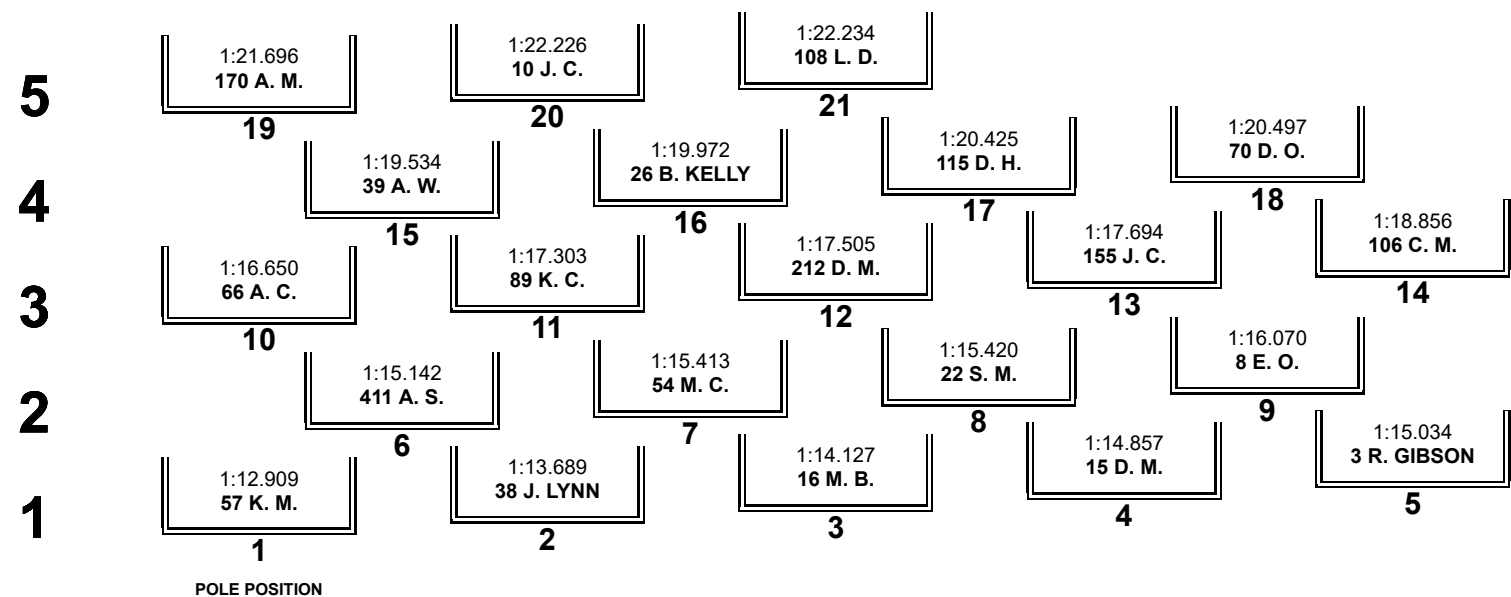 5
1:21.696
170 A. M.
19
1:22.226
10 J. C.
20
1:22.234
108 L. D.
21
4
1:19.534
39 A. W.
15
1:19.972
26 B. KELLY
16
1:20.425
115 D. H.
17
1:20.497
70 D. O.
18
3
1:16.650
66 A. C.
10
1:17.303
89 K. C.
11
1:17.505
212 D. M.
12
1:17.694
155 J. C.
13
1:18.856
106 C. M.
14
2
1:15.142
411 A. S.
6
1:15.413
54 M. C.
7
1:15.420
22 S. M.
8
1:16.070
8 E. O.
9
1
1:12.909
57 K. M.
1
1:13.689
38 J. LYNN
2
1:14.127
16 M. B.
3
1:14.857
15 D. M.
4
1:15.034
3 R. GIBSON
5
POLE POSITION